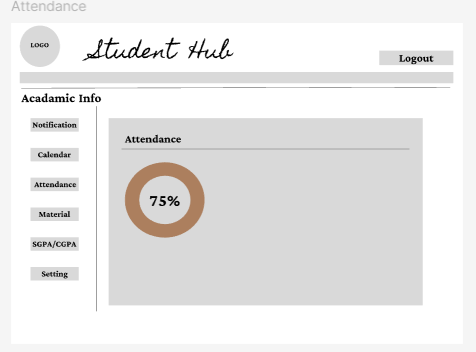 Attendance
LOGO
Student Hub
Logout
Acadamic Info
Notification
Calendar
Attendance
Material
SGPA/CGPA
Setting
Attendance
75%